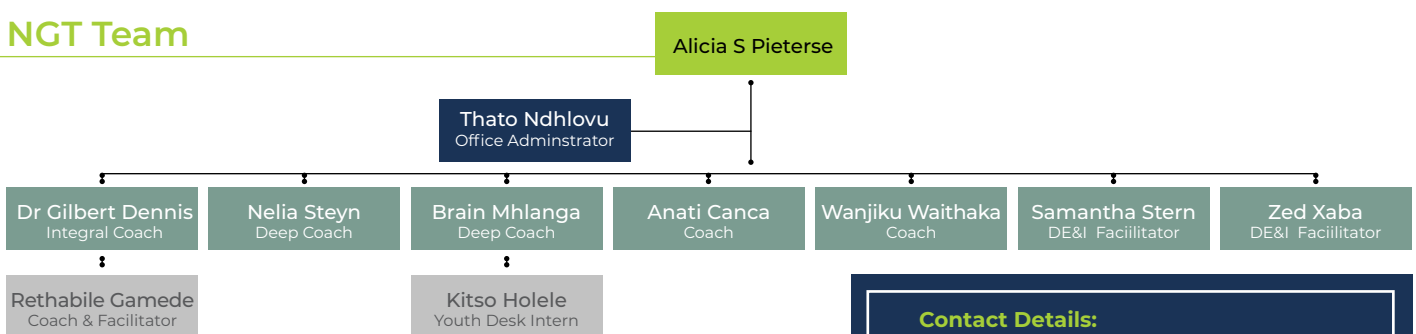 NGT Team
Alicia S Pieterse
Thato Ndhlovu
Office Adminstrator
Dr Gilbert Dennis
Integral Coach
Nelia Steyn
Deep Coach
Brain Mhlanga
Deep Coach
Anati Canca
Coach
Wanjiku Waithaka
Coach
Samantha Stern
DE&I Faciilitator
Zed Xaba
DE&I Faciilitator
Rethabile Gamede
Coach & Facilitator
Kitso Holele
Youth Desk Intern
Contact Details: